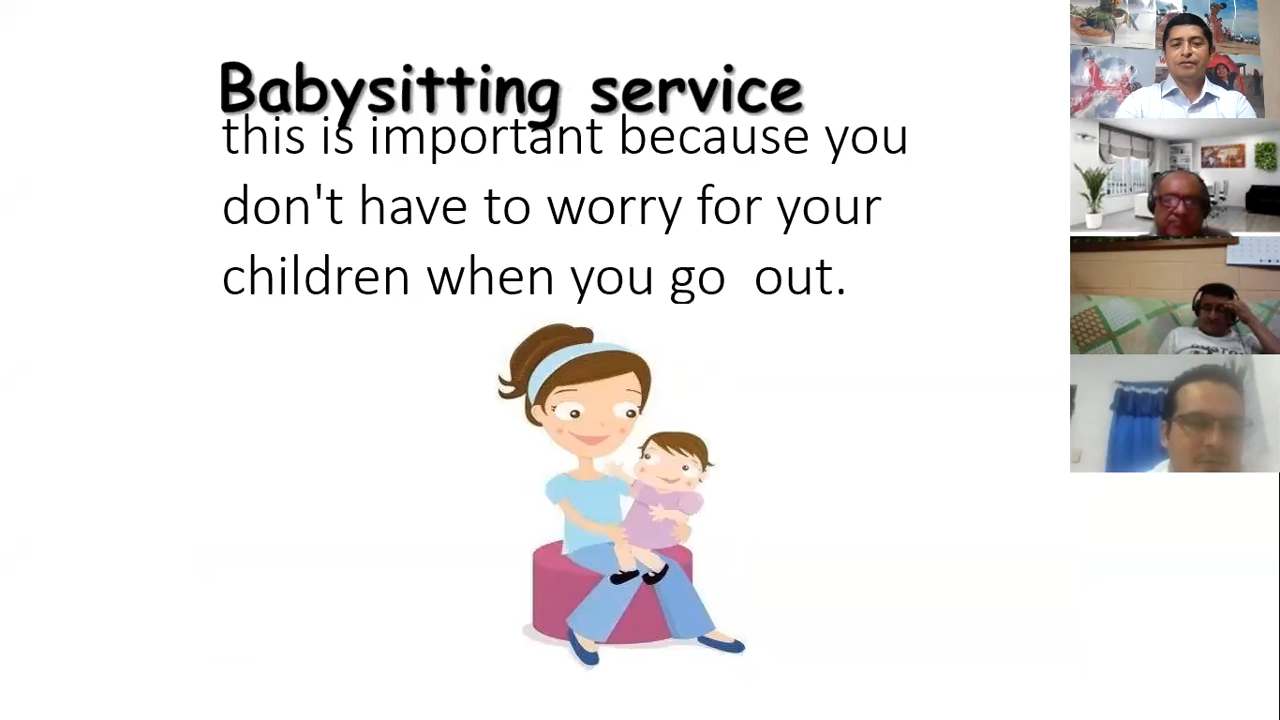 Babysitting service
this is important because you
don't have to worry for your
children when you go  out.